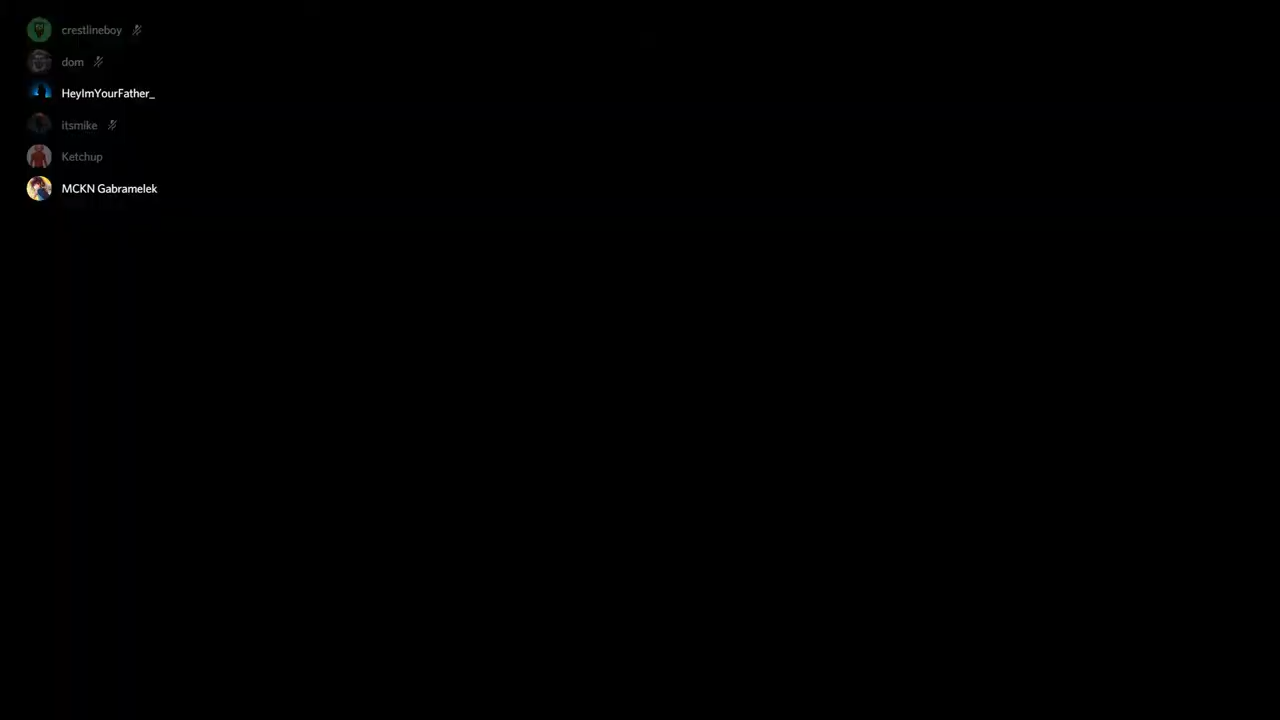 crestlineboy
dom
HeyImYourFather_
itsmike
Ketchup
MCKN Gabramelek